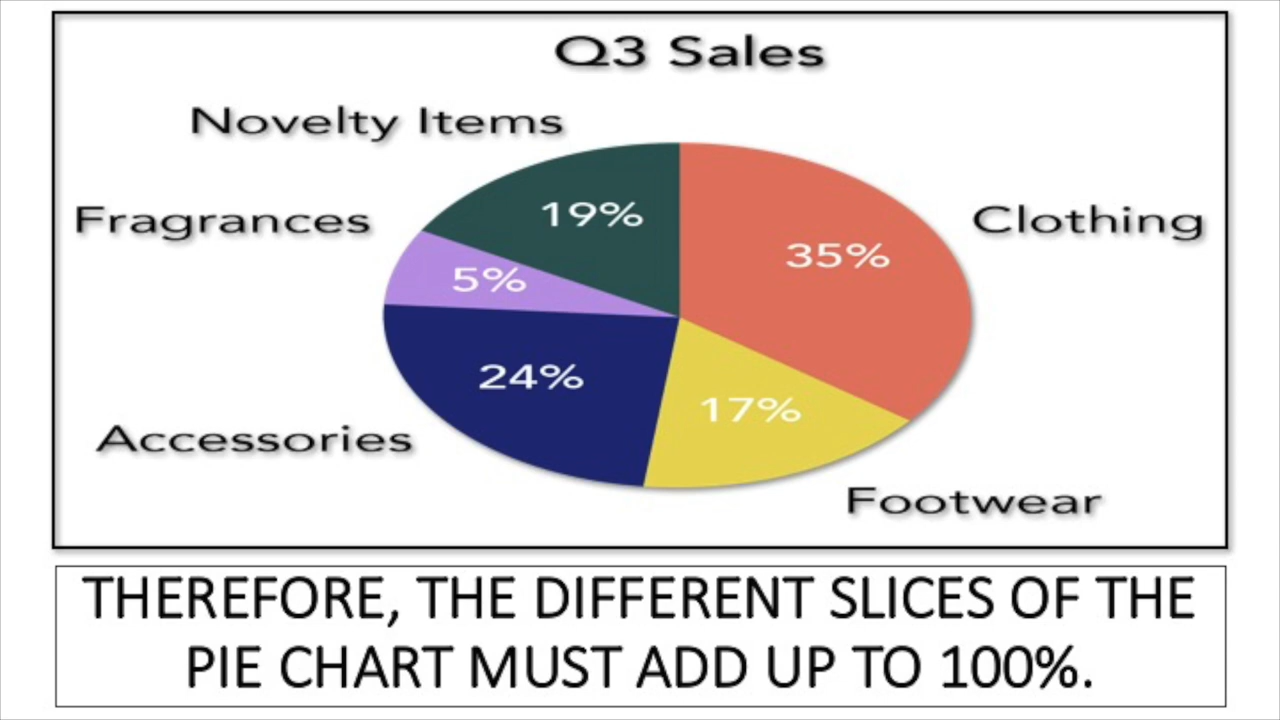 Q3 Sales
Novelty Items
19%
Fragrances
Clothing
35%
5%
24%
17%
Accessories
Footwear
THEREFORE, THE DIFFERENT SLICES OF THE
PIE CHART MUST ADD UP TO 100%.